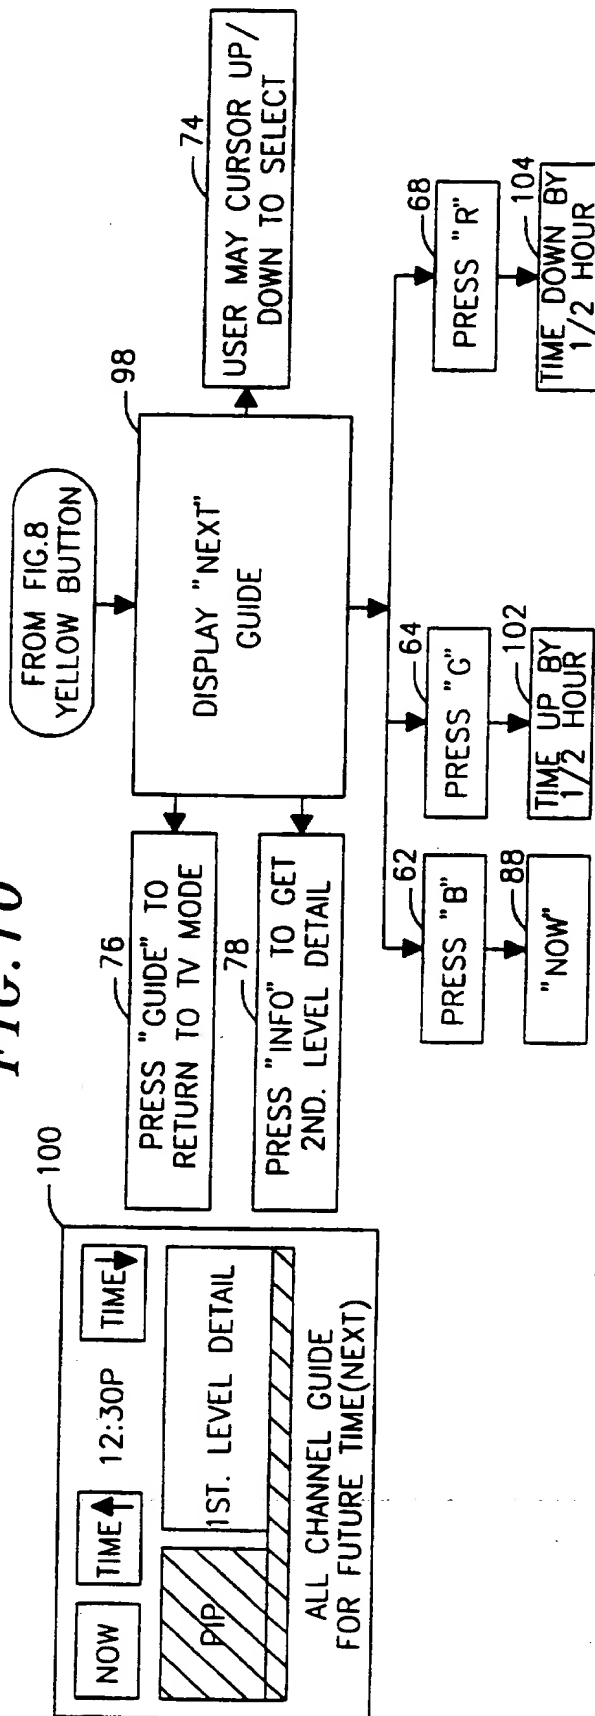 FIG.10
100
NOW
TIME
12:30P
TIME
PIP
1ST. LEVEL DETAIL
ALL CHANNEL GUIDE
FOR FUTURE TIME(NEXT)
FROM FIG.8
YELLOW BUTTON
98
DISPLAY "NEXT"
GUIDE
74
USER MAY CURSOR UP/
DOWN TO SELECT
76
PRESS "GUIDE" TO
RETURN TO TV MODE
78
PRESS "INFO" TO GET
2ND. LEVEL DETAIL
62
PRESS "B"
88
"NOW"
64
PRESS "G"
102
TIME UP BY
1/2 HOUR
68
PRESS "R"
104
TIME DOWN BY
1/2 HOUR